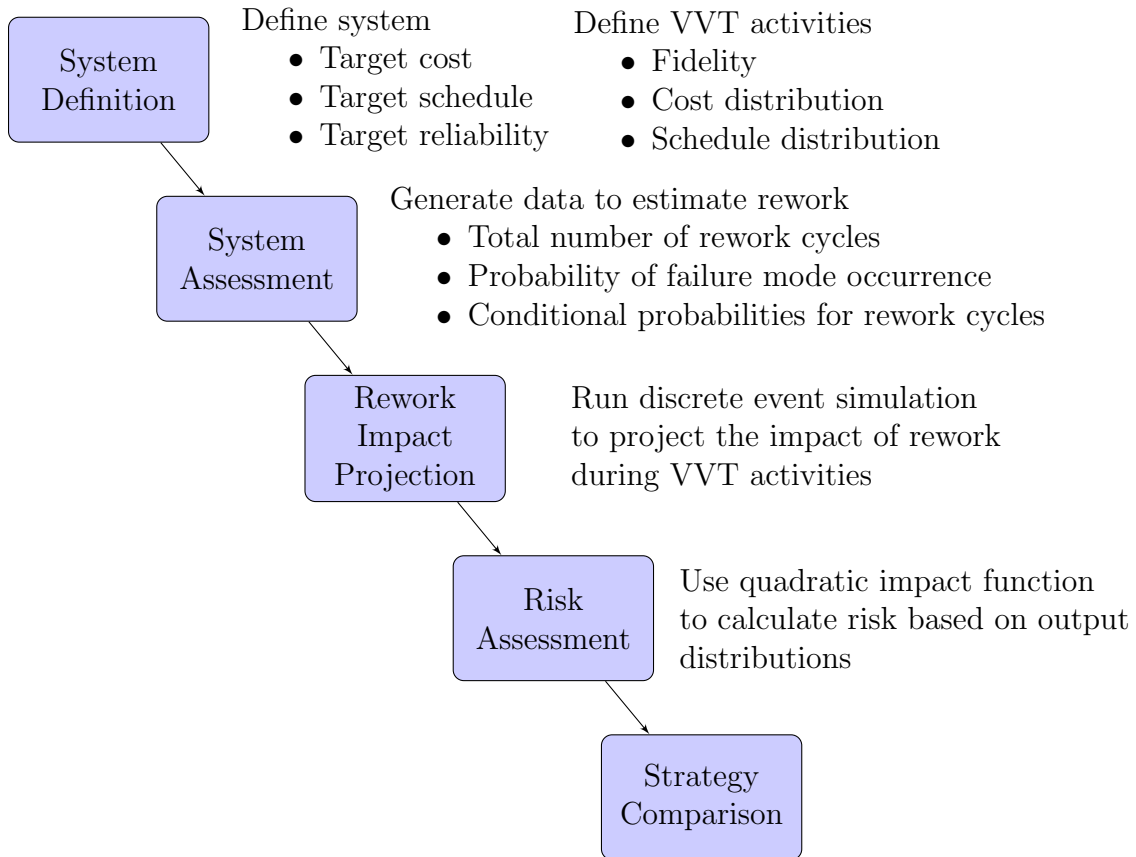 System
Definition
Define system
• Target cost
• Target schedule
• Target reliability
Define VVT activities
• Fidelity
• Cost distribution
• Schedule distribution
System
Assessment
Generate data to estimate rework
• Total number of rework cycles
• Probability of failure mode occurrence
• Conditional probabilities for rework cycles
Rework
Impact
Projection
Run discrete event simulation
to project the impact of rework
during VVT activities
Risk
Assessment
Use quadratic impact function
to calculate risk based on output
distributions
Strategy
Comparison